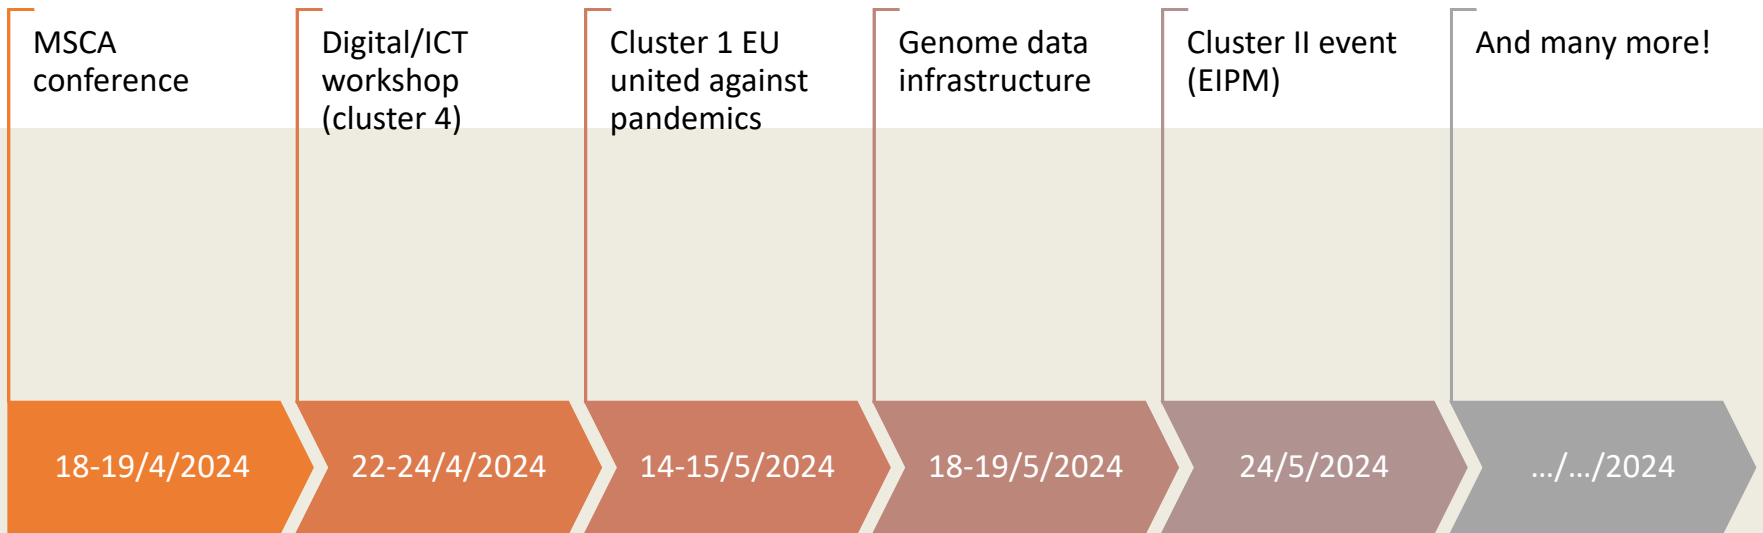 MSCA
conference
Digital/ICT
workshop
(cluster 4)
Cluster 1 EU
united against
pandemics
Genome data
infrastructure
Cluster II event
(EIPM)
And many more!
18-19/4/2024
22-24/4/2024
14-15/5/2024
18-19/5/2024
24/5/2024
…/…/2024